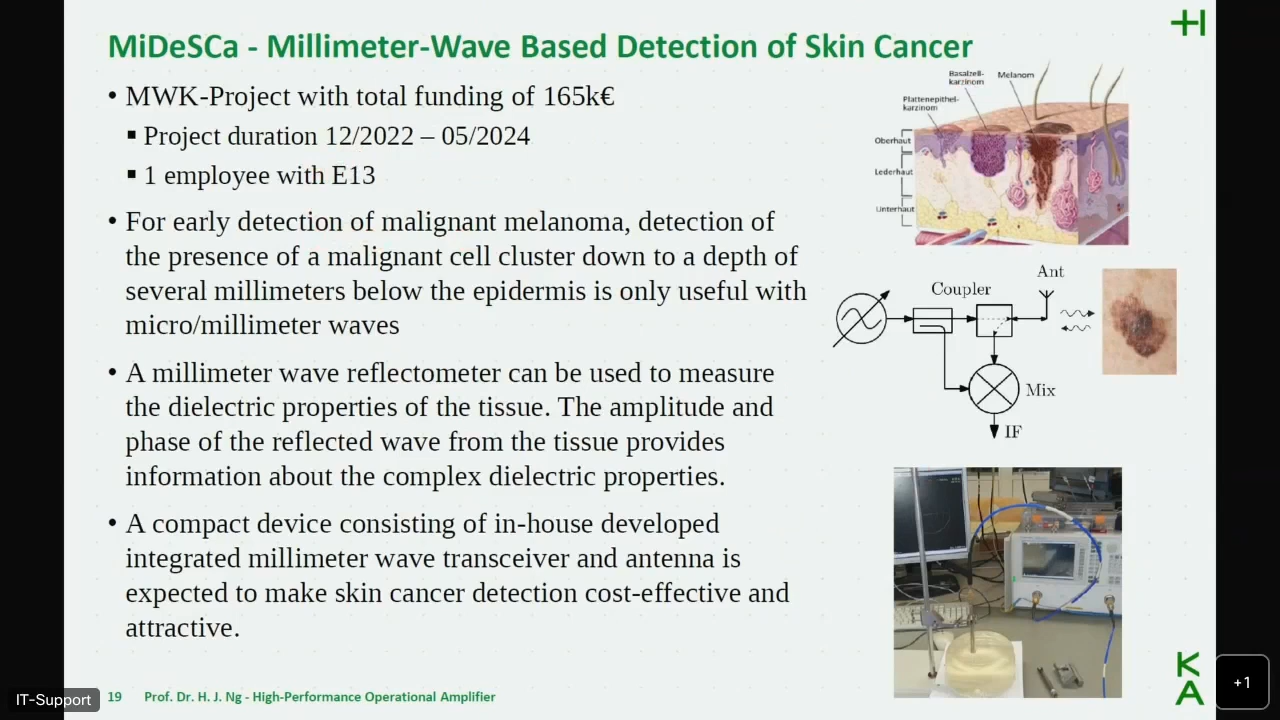 MiDeSCa - Millimeter-Wave Based Detection of Skin Cancer
• MWK-Project with total funding of 165k€
▪ Project duration 12/2022 – 05/2024
▪ 1 employee with E13
• For early detection of malignant melanoma, detection of
the presence of a malignant cell cluster down to a depth of
several millimeters below the epidermis is only useful with
micro/millimeter waves
• A millimeter wave reflectometer can be used to measure
the dielectric properties of the tissue. The amplitude and
phase of the reflected wave from the tissue provides
information about the complex dielectric properties.
• A compact device consisting of in-house developed
integrated millimeter wave transceiver and antenna is
expected to make skin cancer detection cost-effective and
attractive.
Basalzell-
karzinom
Melanom
Plattenepithel-
karzinom
Oberhaut
Lederhaut
Unterhaut
Ant
Coupler
Mix
IF
H
K
A
+1
IT-Support
19 Prof. Dr. H. J. Ng - High-Performance Operational Amplifier